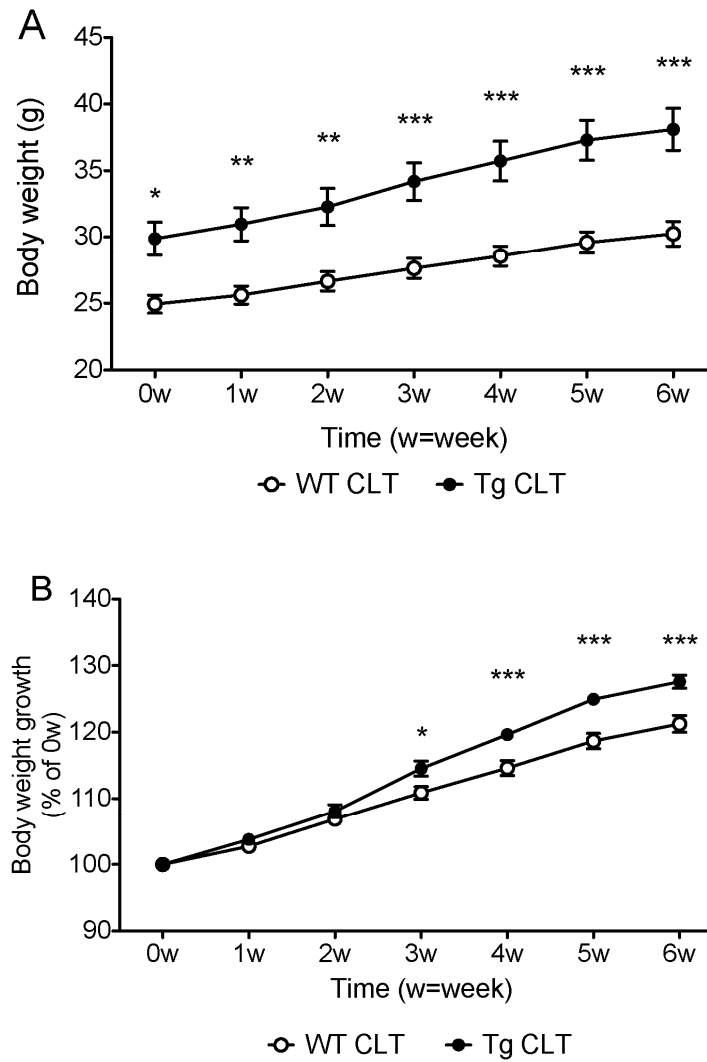 A
45
40
35
30
25
20
Body weight (g)
* ** ** *** *** *** ***
0w 1w 2w 3w 4w 5w 6w
Time (w=week)
WT CLT Tg CLT
B
140
130
120
110
100
90
Body weight growth
(% of 0w)
* *** *** ***
0w 1w 2w 3w 4w 5w 6w
Time (w=week)
WT CLT Tg CLT